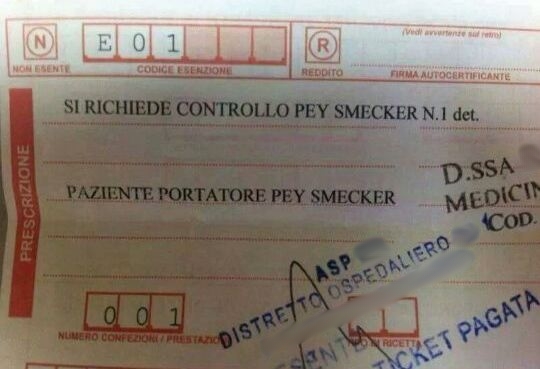 N E 0 1 R (Vedi avvertenze sul retro)
NON ESENTE CODICE ESENZIONE REDDITO FIRMA AUTOCERTIFICANTE
PRESCRIZIONE
SI RICHIEDE CONTROLLO PEY SMECKER N.1 det.
PAZIENTE PORTATORE PEY SMECKER
D.SSA
MEDICIN
COD.
ASP
DISTRETTO OSPEDALIERO
TICKET PAGATA
0 0 1
NUMERO CONFEZIONI / PRESTAZIO
DI RICETTA